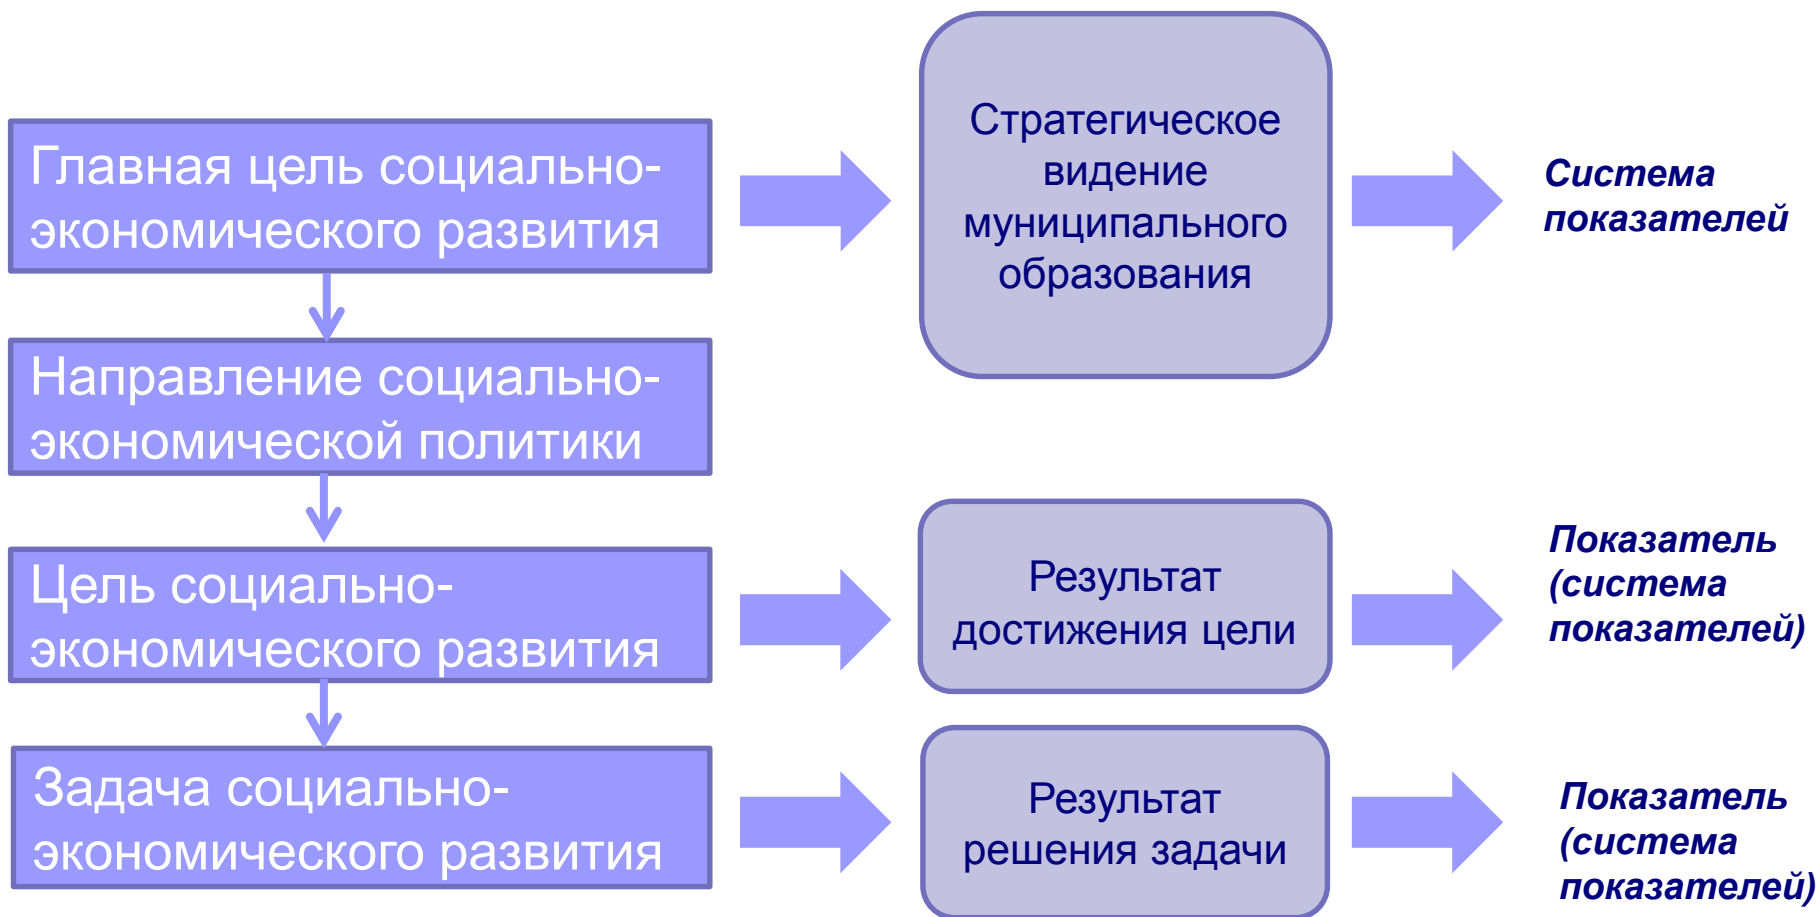 Главная цель социально-
экономического развития
Стратегическое
видение
муниципального
образования
Система
показателей
Направление социально-
экономической политики
Цель социально-
экономического развития
Результат
достижения цели
Показатель
(система
показателей)
Задача социально-
экономического развития
Результат
решения задачи
Показатель
(система
показателей)